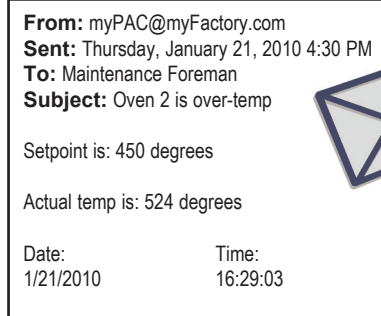 From: myPAC@myFactory.com
Sent: Thursday, January 21, 2010 4:30 PM
To: Maintenance Foreman
Subject: Oven 2 is over-temp
Setpoint is: 450 degrees
Actual temp is: 524 degrees
Date: Time:
1/21/2010 16:29:03